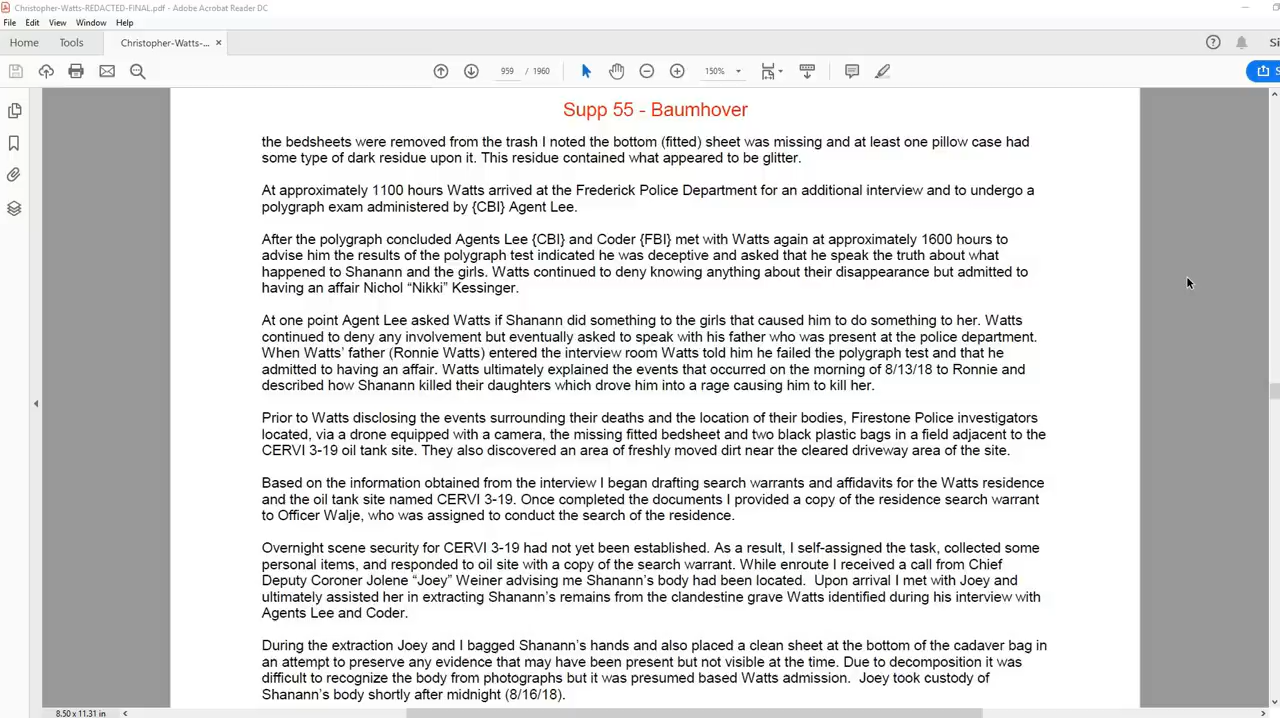 Christopher-Watts-REDACTED-FINAL.pdf - Adobe Acrobat Reader DC
File Edit View Window Help
Home Tools Christopher-Watts-... × Si
959 / 1960 150% S
Supp 55 - Baumhover
the bedsheets were removed from the trash I noted the bottom (fitted) sheet was missing and at least one pillow case had
some type of dark residue upon it. This residue contained what appeared to be glitter.
At approximately 1100 hours Watts arrived at the Frederick Police Department for an additional interview and to undergo a
polygraph exam administered by {CBI} Agent Lee.
After the polygraph concluded Agents Lee {CBI} and Coder {FBI} met with Watts again at approximately 1600 hours to
advise him the results of the polygraph test indicated he was deceptive and asked that he speak the truth about what
happened to Shanann and the girls. Watts continued to deny knowing anything about their disappearance but admitted to
having an affair Nichol “Nikki” Kessinger.
At one point Agent Lee asked Watts if Shanann did something to the girls that caused him to do something to her. Watts
continued to deny any involvement but eventually asked to speak with his father who was present at the police department.
When Watts’ father (Ronnie Watts) entered the interview room Watts told him he failed the polygraph test and that he
admitted to having an affair. Watts ultimately explained the events that occurred on the morning of 8/13/18 to Ronnie and
described how Shanann killed their daughters which drove him into a rage causing him to kill her.
Prior to Watts disclosing the events surrounding their deaths and the location of their bodies, Firestone Police investigators
located, via a drone equipped with a camera, the missing fitted bedsheet and two black plastic bags in a field adjacent to the
CERVI 3-19 oil tank site. They also discovered an area of freshly moved dirt near the cleared driveway area of the site.
Based on the information obtained from the interview I began drafting search warrants and affidavits for the Watts residence
and the oil tank site named CERVI 3-19. Once completed the documents I provided a copy of the residence search warrant
to Officer Walje, who was assigned to conduct the search of the residence.
Overnight scene security for CERVI 3-19 had not yet been established. As a result, I self-assigned the task, collected some
personal items, and responded to oil site with a copy of the search warrant. While enroute I received a call from Chief
Deputy Coroner Jolene “Joey” Weiner advising me Shanann’s body had been located. Upon arrival I met with Joey and
ultimately assisted her in extracting Shanann’s remains from the clandestine grave Watts identified during his interview with
Agents Lee and Coder.
During the extraction Joey and I bagged Shanann’s hands and also placed a clean sheet at the bottom of the cadaver bag in
an attempt to preserve any evidence that may have been present but not visible at the time. Due to decomposition it was
difficult to recognize the body from photographs but it was presumed based Watts admission. Joey took custody of
Shanann’s body shortly after midnight (8/16/18).
8.50 x 11.31 in